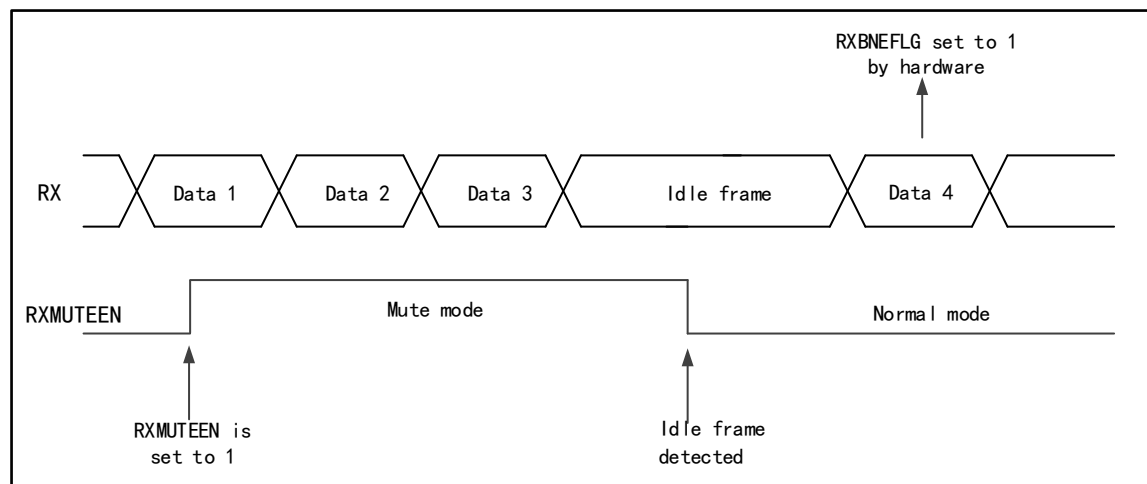 RXBNEFLG set to 1
by hardware
RX
Data 1
Data 2
Data 3
Idle frame
Data 4
RXMUTEEN
Mute mode
Normal mode
RXMUTEEN is
set to 1
Idle frame
detected